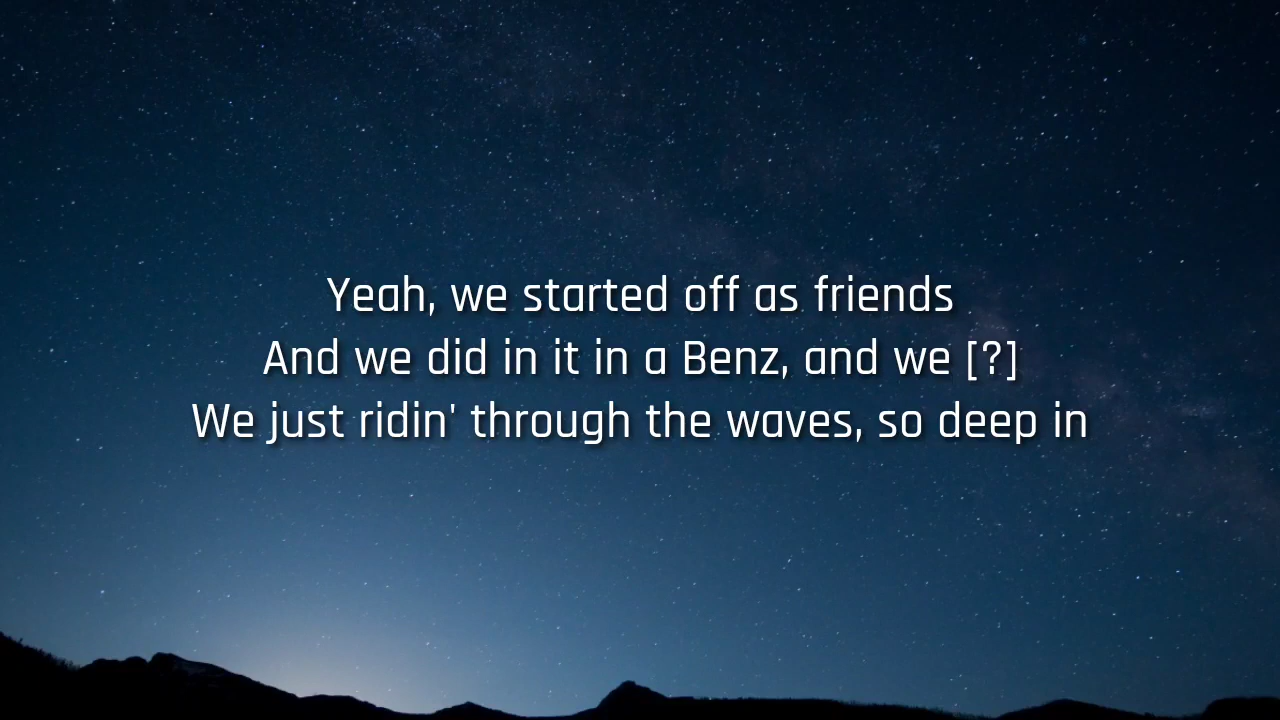 Yeah, we started off as friends
And we did in it in a Benz, and we [?]
We just ridin' through the waves, so deep in